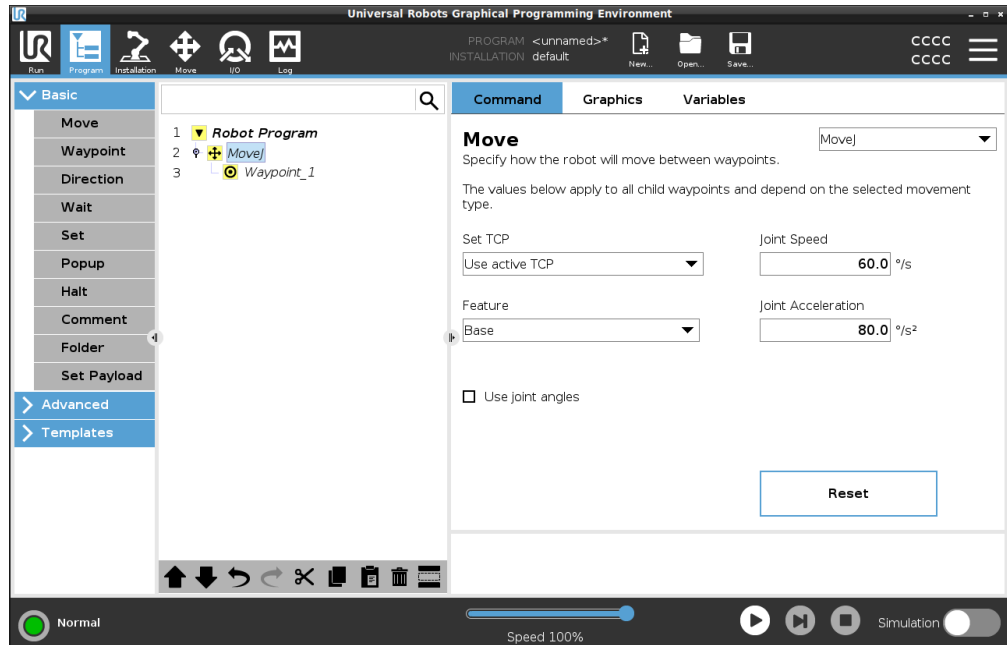 Universal Robots Graphical Programming Environment
UR
Run
Program
Installation
Move
I/O
Log
PROGRAM <unnamed>*
INSTALLATION default
New...
Open...
Save...
CCCC
CCCC
Basic
Move
Waypoint
Direction
Wait
Set
Popup
Halt
Comment
Folder
Set Payload
Advanced
Templates
1 Robot Program
2 MoveJ
3 Waypoint_1
Command Graphics Variables
Move
MoveJ
Specify how the robot will move between waypoints.
The values below apply to all child waypoints and depend on the selected movement
type.
Set TCP
Joint Speed
Use active TCP
60.0 °/s
Feature
Joint Acceleration
Base
80.0 °/s²
Use joint angles
Reset
Normal
Speed 100%
Simulation